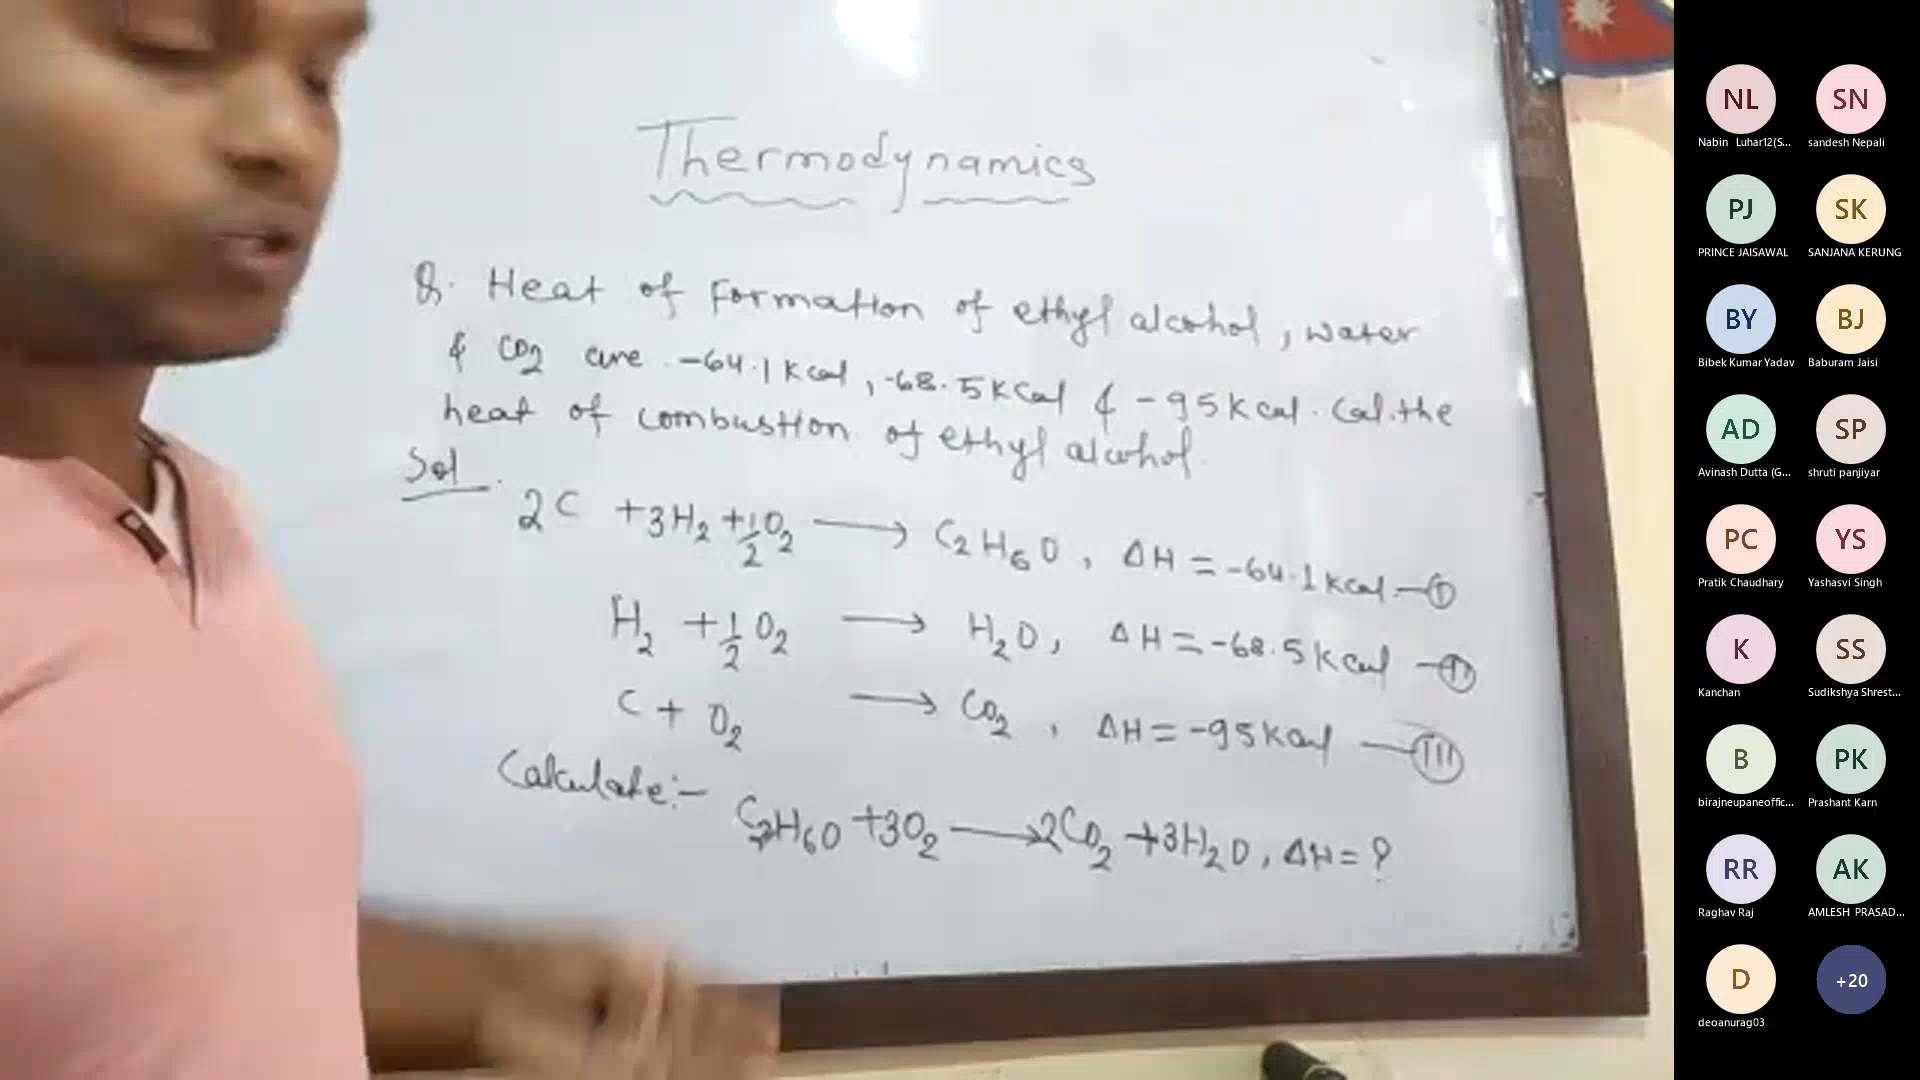 Thermodynamics
Q. Heat of Formation of ethyl alcohol, water
& CO2 are -64.1 Kcal, -68.5 KCal & -95 Kcal. Cal. the
heat of combustion of ethyl alcohol.
Sol.
2C + 3H2 + 1/2 O2 → C2H6O, ΔH = -64.1 Kcal —Ⓘ
H2 + 1/2 O2 → H2O, ΔH = -68.5 Kcal —Ⓘⓘ
C + O2 → CO2, ΔH = -95 Kcal —(III)
Calculate:-
C2H6O + 3O2 → 2CO2 + 3H2O, ΔH = ?
NL SN
Nabin Luhar12(S... sandesh Nepali
PJ SK
PRINCE JAISAWAL SANJANA KERUNG
BY BJ
Bibek Kumar Yadav Baburam Jaisi
AD SP
Avinash Dutta (G... shruti panjiyar
PC YS
Pratik Chaudhary Yashasvi Singh
K SS
Kanchan Sudikshya Shrest...
B PK
birajneupaneoffic... Prashant Karn
RR AK
Raghav Raj AMLESH PRASAD...
D +20
deoanurag03